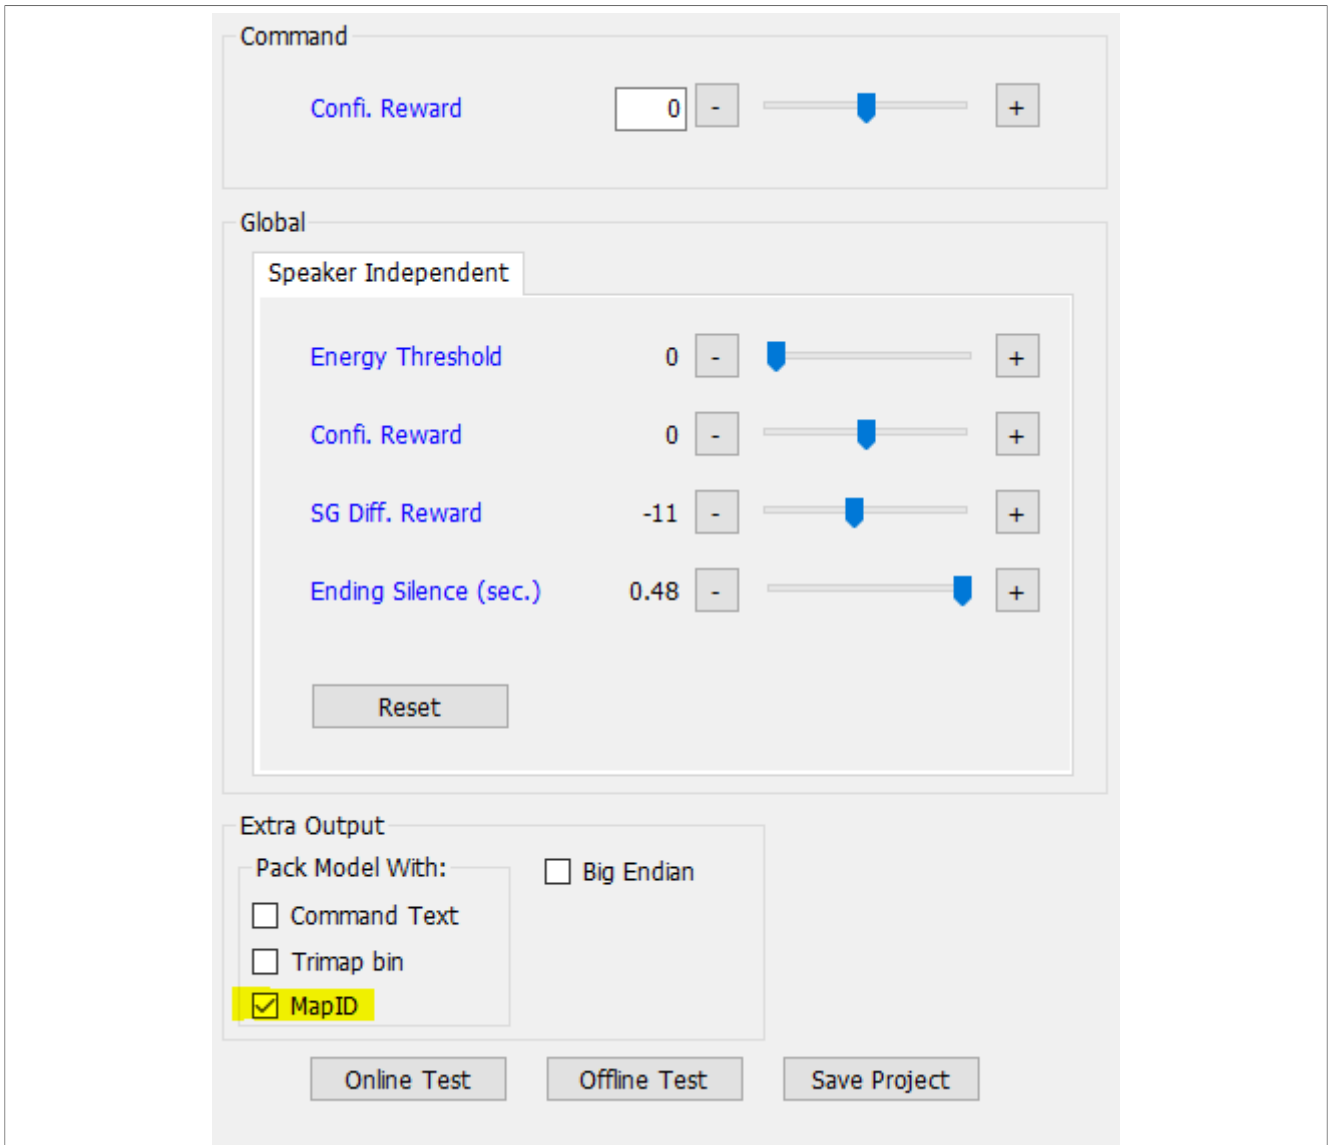 Command
Confi. Reward 0 - +
Global
Speaker Independent
Energy Threshold 0 - +
Confi. Reward 0 - +
SG Diff. Reward -11 - +
Ending Silence (sec.) 0.48 - +
Reset
Extra Output
Pack Model With: Big Endian
Command Text
Trimap bin
MapID
Online Test Offline Test Save Project